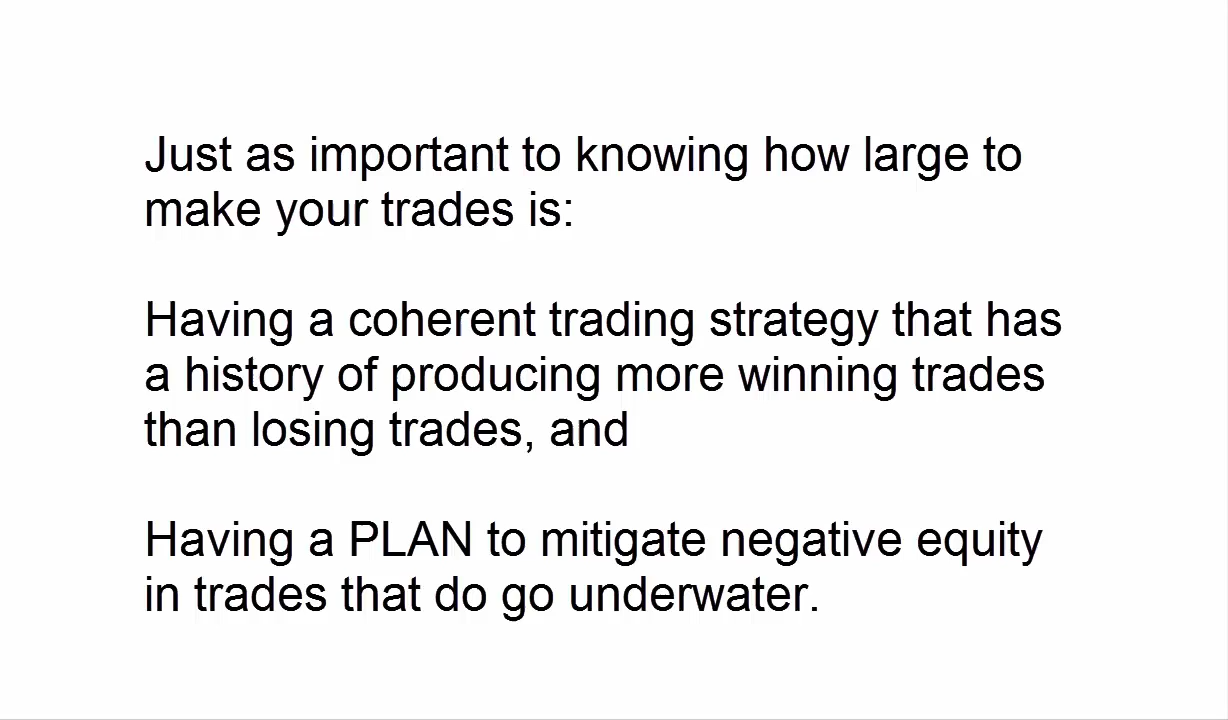 Just as important to knowing how large to
make your trades is:
Having a coherent trading strategy that has
a history of producing more winning trades
than losing trades, and
Having a PLAN to mitigate negative equity
in trades that do go underwater.